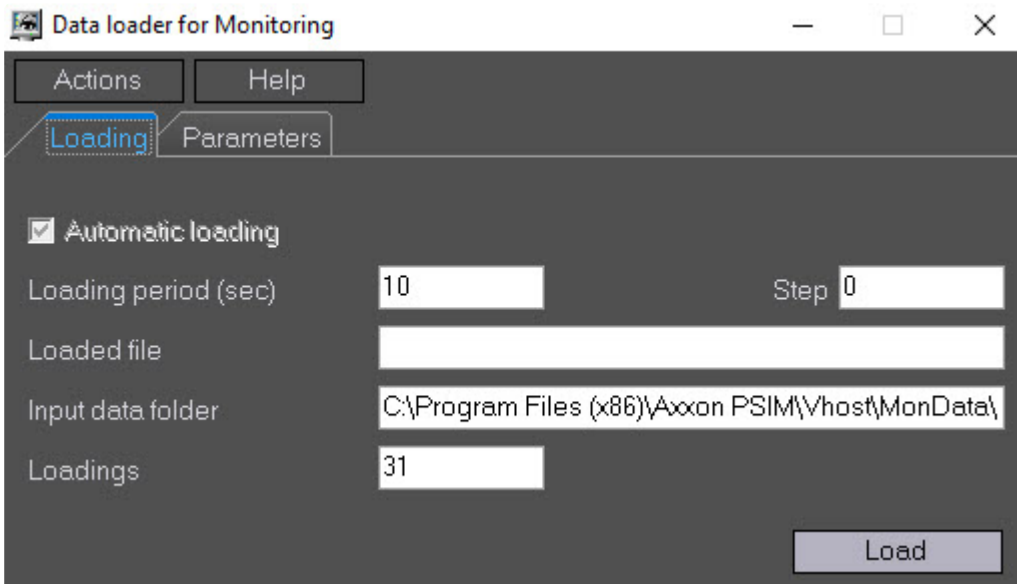 Data loader for Monitoring
Actions Help
Loading Parameters
Automatic loading
Loading period (sec) 10 Step 0
Loaded file
Input data folder C:\Program Files (x86)\Axxon PSIM\Vhost\MonData\
Loadings 31
Load